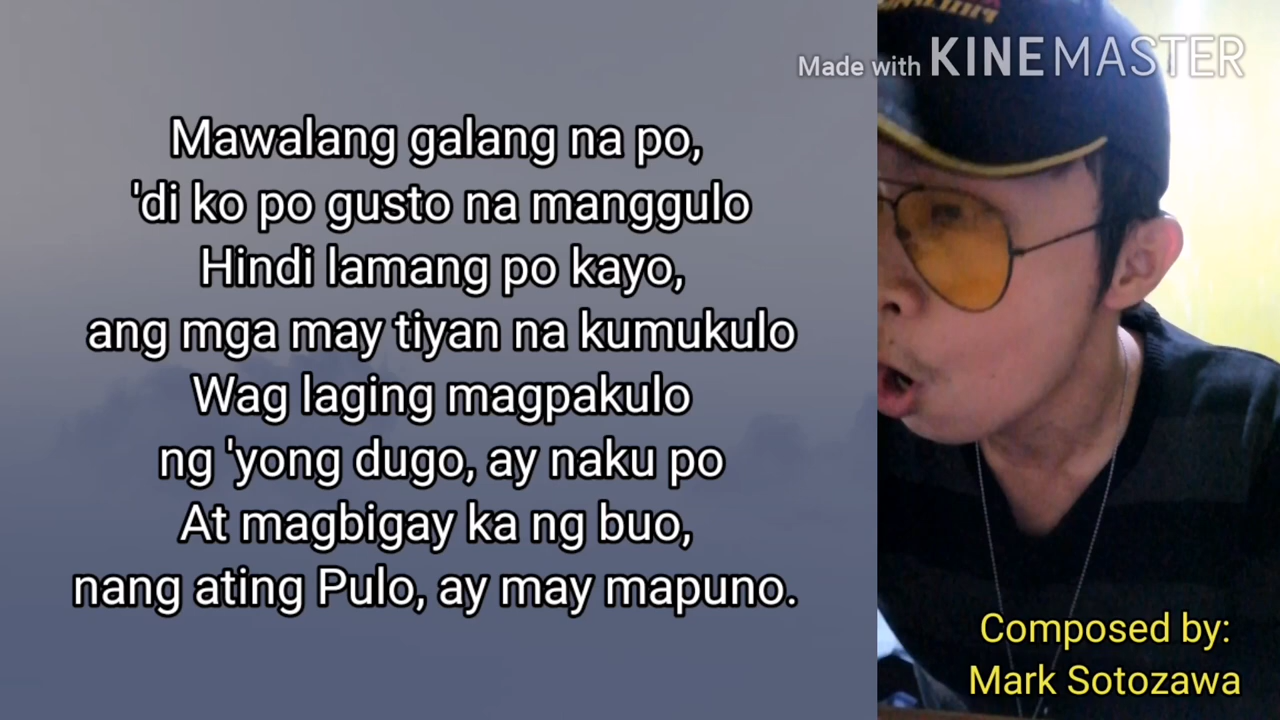 Made with KINEMASTER
Mawalang galang na po,
'di ko po gusto na manggulo
Hindi lamang po kayo,
ang mga may tiyan na kumukulo
Wag laging magpakulo
ng 'yong dugo, ay naku po
At magbigay ka ng buo,
nang ating Pulo, ay may mapuno.
Composed by:
Mark Sotozawa